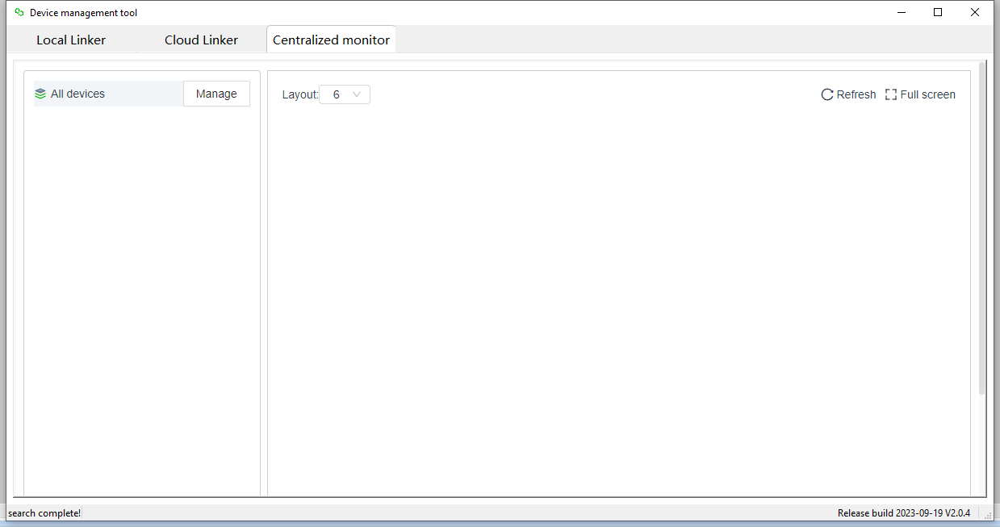 Device management tool
Local Linker Cloud Linker Centralized monitor
All devices Manage Layout: 6 Refresh Full screen
search complete! Release build 2023-09-19 V2.0.4